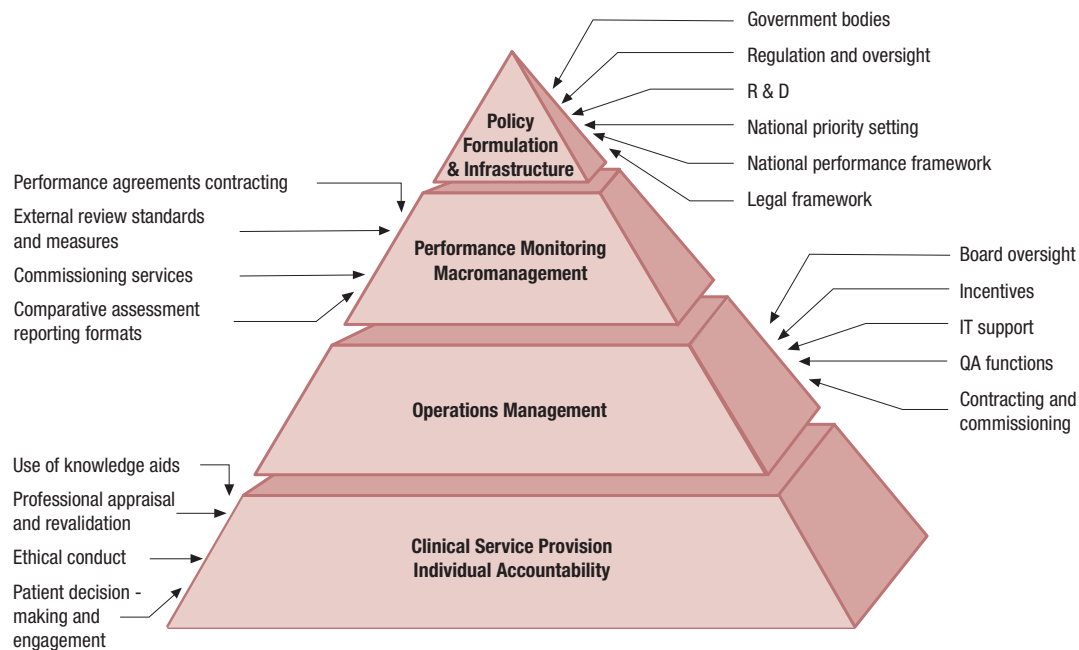 Government bodies
Regulation and oversight
R & D
National priority setting
National performance framework
Legal framework
Policy
Formulation
& Infrastructure
Performance agreements contracting
External review standards
and measures
Commissioning services
Comparative assessment
reporting formats
Performance Monitoring
Macromanagement
Board oversight
Incentives
IT support
QA functions
Contracting and
commissioning
Operations Management
Use of knowledge aids
Professional appraisal
and revalidation
Ethical conduct
Patient decision -
making and
engagement
Clinical Service Provision
Individual Accountability